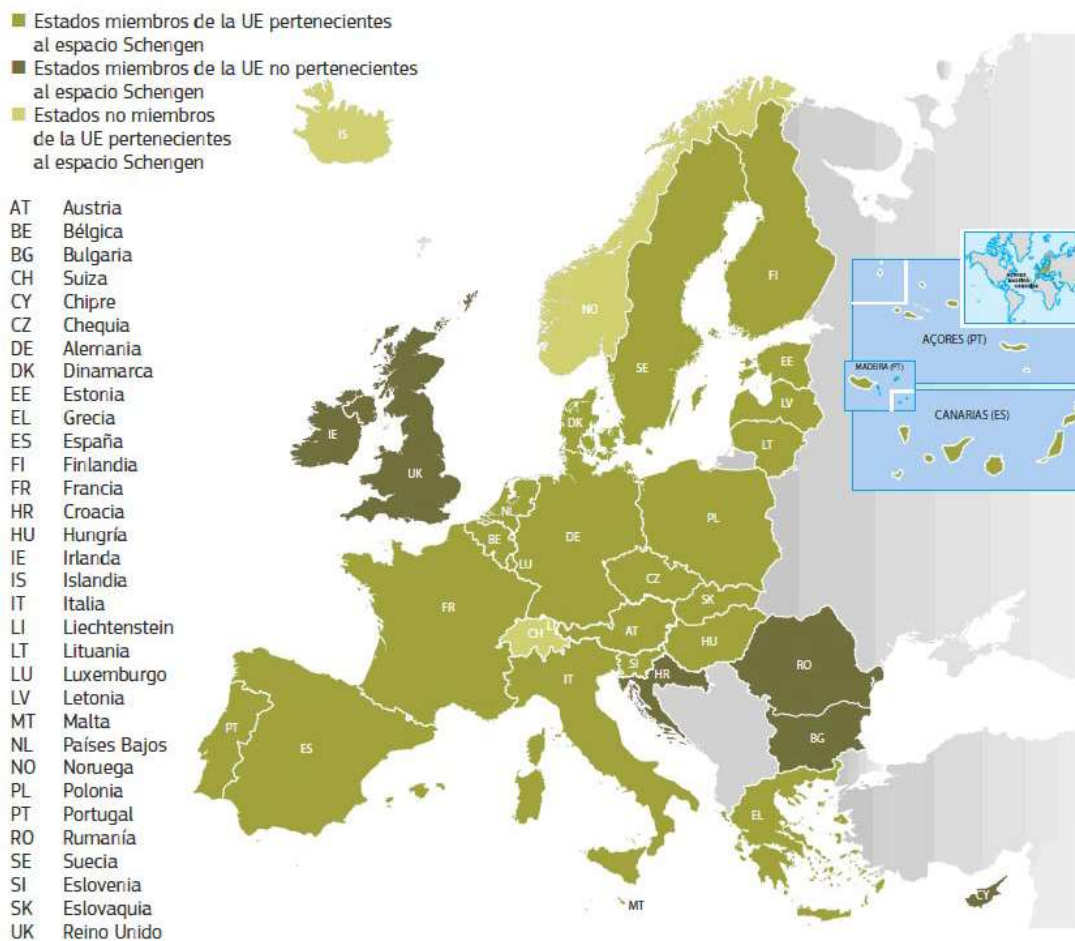 Estados miembros de la UE pertenecientes
al espacio Schengen
Estados miembros de la UE no pertenecientes
al espacio Schengen
Estados no miembros
de la UE pertenecientes
al espacio Schengen
AT Austria
BE Bélgica
BG Bulgaria
CH Suiza
CY Chipre
CZ Chequia
DE Alemania
DK Dinamarca
EE Estonia
EL Grecia
ES España
FI Finlandia
FR Francia
HR Croacia
HU Hungría
IE Irlanda
IS Islandia
IT Italia
LI Liechtenstein
LT Lituania
LU Luxemburgo
LV Letonia
MT Malta
NL Países Bajos
NO Noruega
PL Polonia
PT Portugal
RO Rumanía
SE Suecia
SI Eslovenia
SK Eslovaquia
UK Reino Unido
IS
FI
NO
SE
EE
LV
LT
DK
IE
UK
NL
BE
LU
DE
PL
CZ
SK
FR
CH
AT
HU
SI
HR
IT
RO
BG
PT
ES
EL
MT
CY
AÇORES (PT)
MADEIRA (PT)
CANARIAS (ES)